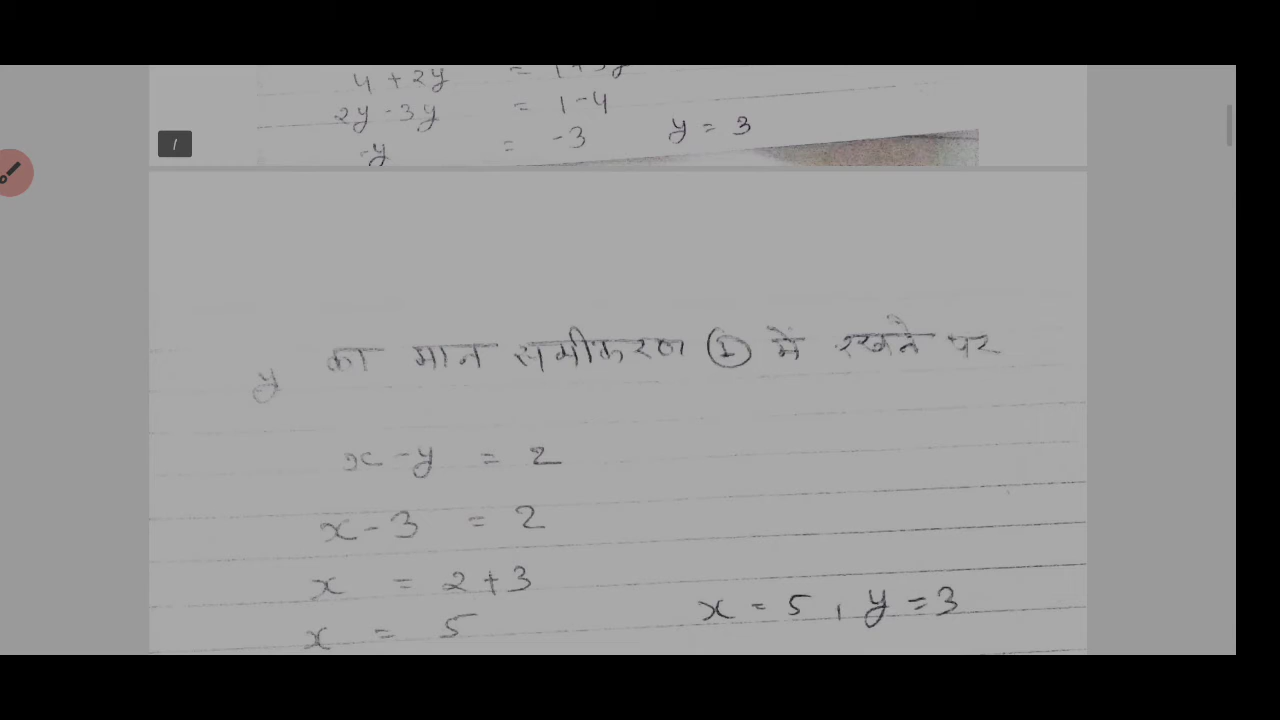 4 + 2y = 1 + 3y
2y - 3y = 1 - 4
-y = -3 y = 3
y का मान समीकरण ① में रखने पर
x - y = 2
x - 3 = 2
x = 2 + 3
x = 5 x = 5, y = 3